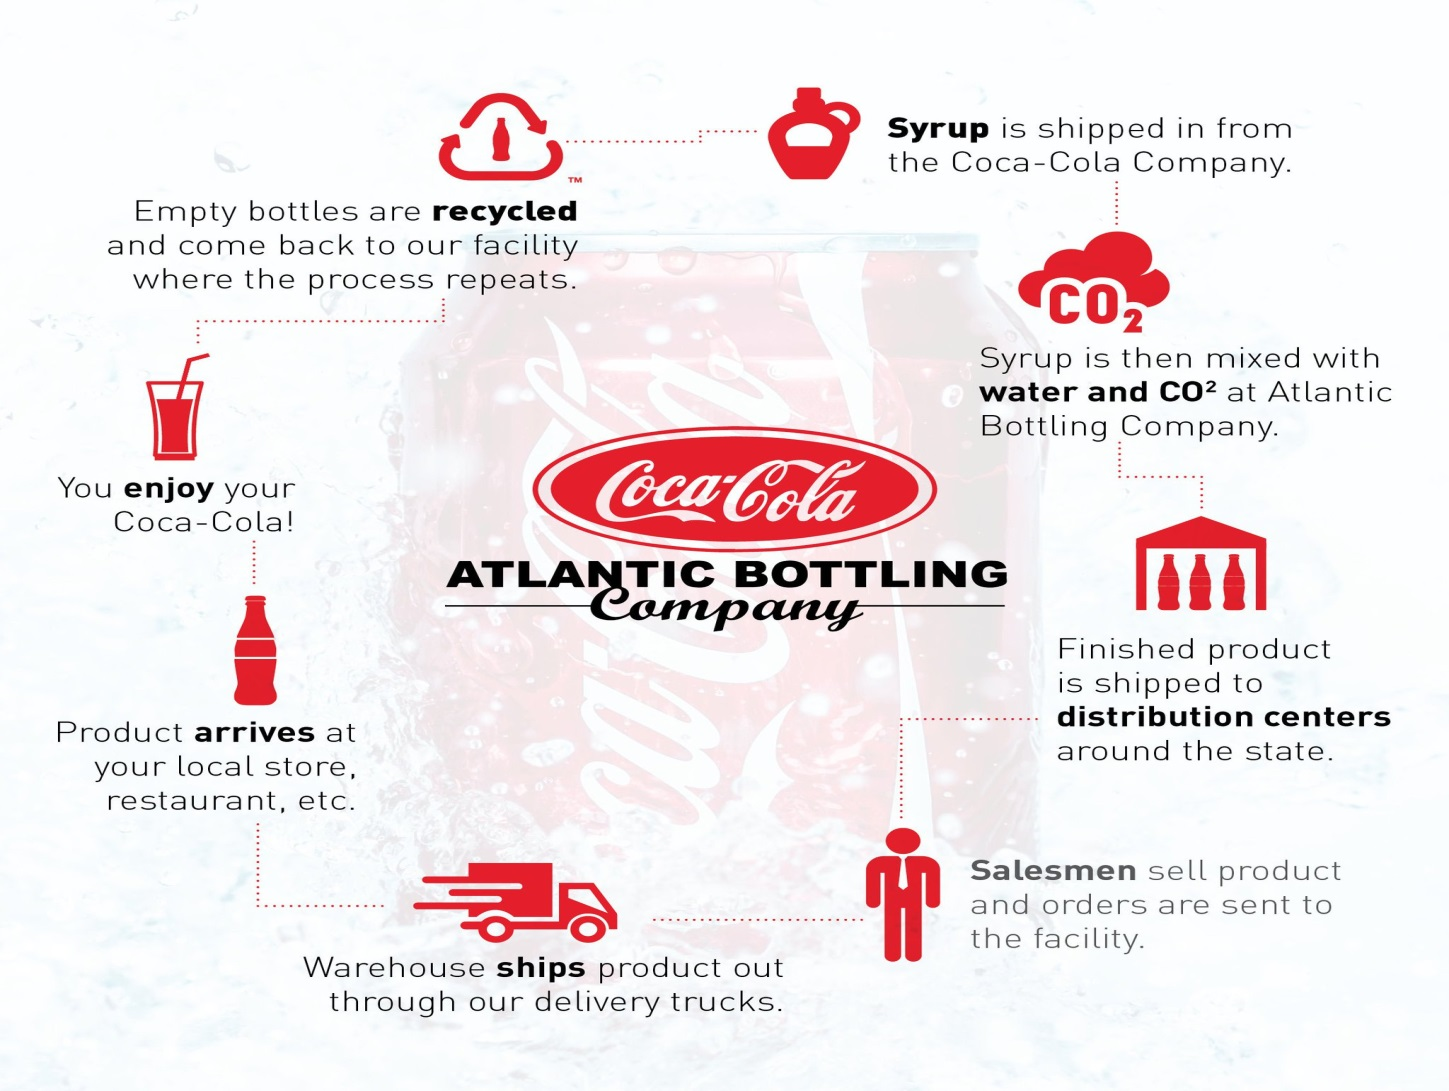 Syrup is shipped in from
the Coca-Cola Company.
CO₂
Syrup is then mixed with
water and CO² at Atlantic
Bottling Company.
Finished product
is shipped to
distribution centers
around the state.
Salesmen sell product
and orders are sent to
the facility.
Warehouse ships product out
through our delivery trucks.
Product arrives at
your local store,
restaurant, etc.
You enjoy your
Coca-Cola!
TM
Empty bottles are recycled
and come back to our facility
where the process repeats.
Coca-Cola
ATLANTIC BOTTLING
Company